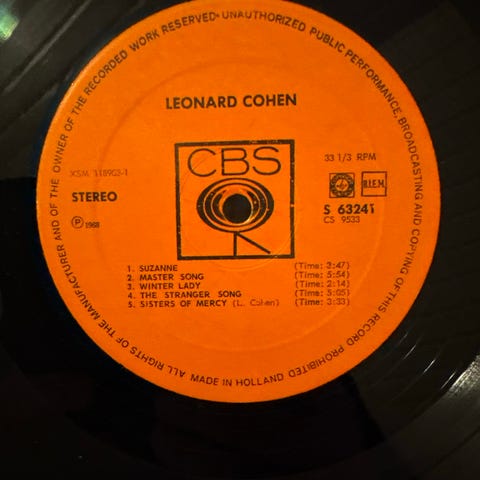 ALL RIGHTS OF THE MANUFACTURER AND OF THE OWNER OF THE RECORDED WORK RESERVED · UNAUTHORIZED PUBLIC PERFORMANCE, BROADCASTING AND COPYING OF THIS RECORD PROHIBITED
LEONARD COHEN
CBS
XSM 118903-1
33 1/3 RPM
STEREO
BIEM
S 63241
℗ 1968
CS 9533
1. SUZANNE (Time: 3:47)
2. MASTER SONG (Time: 5:54)
3. WINTER LADY (Time: 2:14)
4. THE STRANGER SONG (Time: 5:05)
5. SISTERS OF MERCY (L. Cohen) (Time: 3:33)
MADE IN HOLLAND